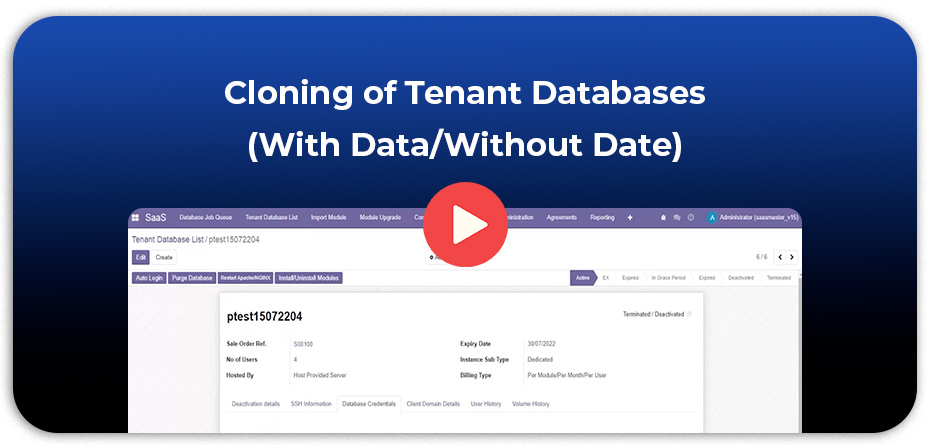 Cloning of Tenant Databases
(With Data/Without Date)
SaaS Database Job Queue Tenant Database List Import Module Module Upgrade ministration Agreements Reporting + A Administrator (saasmaster_v15)
Tenant Database List / ptest15072204
Edit Create 6 / 6
Auto Login Purge Database Restart Apache/NGINX Install/Uninstall Modules Active EX Expired In Grace Period Expired Deactivated Terminated
ptest15072204 Terminated / Deactivated
Sale Order Ref. S00100 Expiry Date 30/07/2022
No of Users 4 Instance Sub Type Dedicated
Hosted By Host Provided Server Billing Type Per Module/Per Month/Per User
Deactivation details SSH Information Database Credentials Client Domain Details User History Volume History